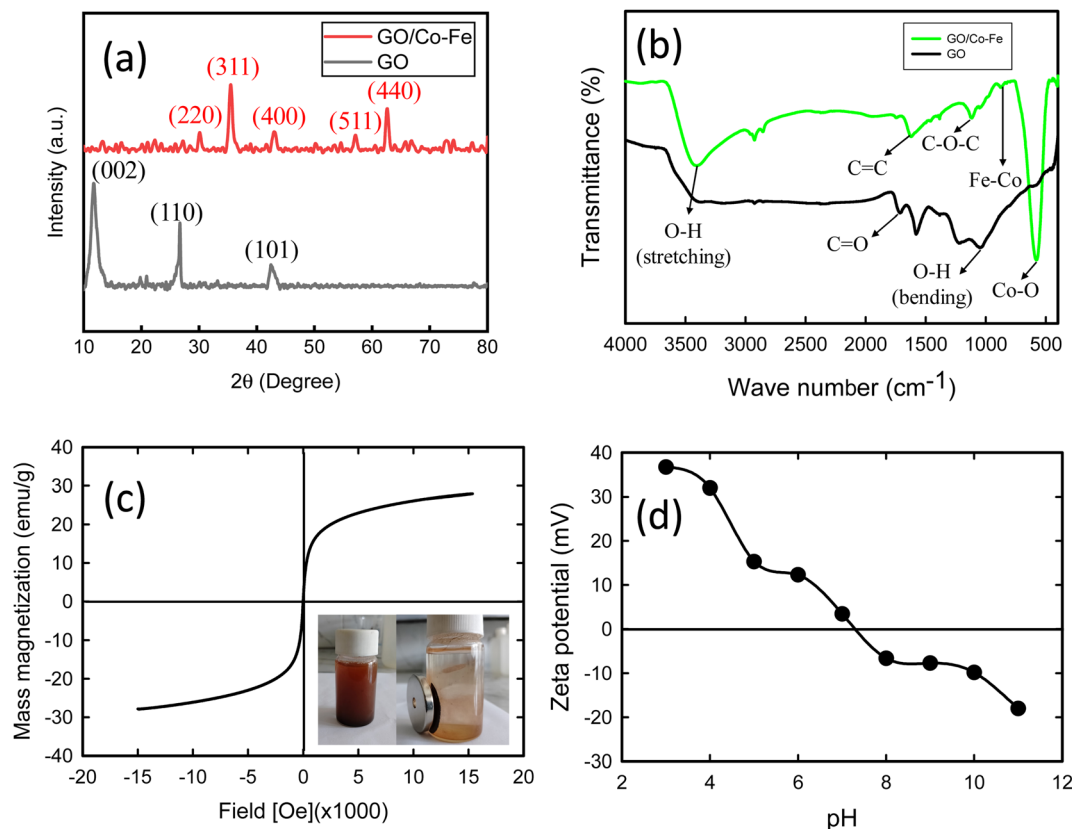 (a)
GO/Co-Fe
GO
(311)
(440)
(220)
(400)
(511)
(002)
(110)
(101)
Intensity (a.u.)
10 20 30 40 50 60 70 80
2θ (Degree)
(b)
GO/Co-Fe
GO
C-O-C
C=C
Fe-Co
O-H
(stretching)
C=O
O-H
(bending)
Co-O
Transmittance (%)
4000 3500 3000 2500 2000 1500 1000 500
Wave number (cm⁻¹)
(c)
Mass magnetization (emu/g)
40
30
20
10
0
-10
-20
-30
-40
-20 -15 -10 -5 0 5 10 15 20
Field [Oe](x1000)
(d)
Zeta potential (mV)
40
30
20
10
0
-10
-20
-30
2 4 6 8 10 12
pH